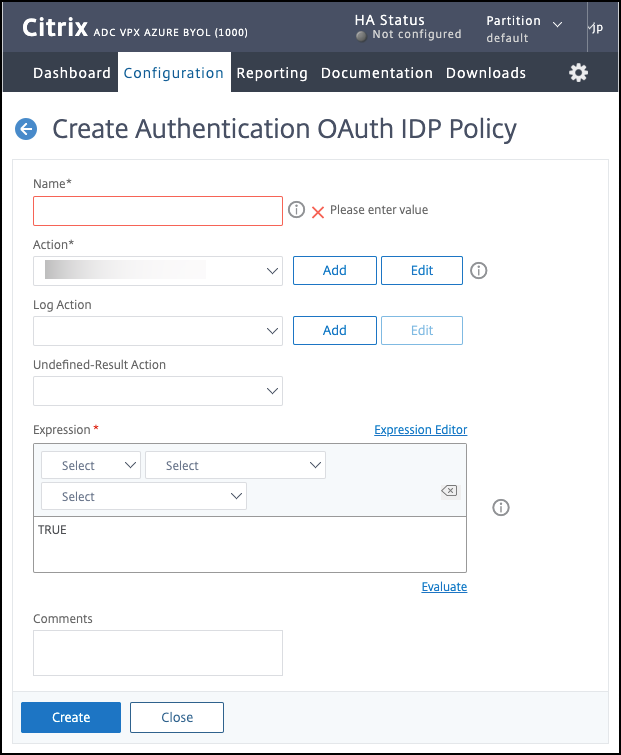 Citrix ADC VPX AZURE BYOL (1000)
HA Status
Not configured
Partition
default
Dashboard Configuration Reporting Documentation Downloads
Create Authentication OAuth IDP Policy
Name*
Please enter value
Action*
Add Edit
Log Action
Add Edit
Undefined-Result Action
Expression * Expression Editor
Select Select
Select
TRUE
Evaluate
Comments
Create Close